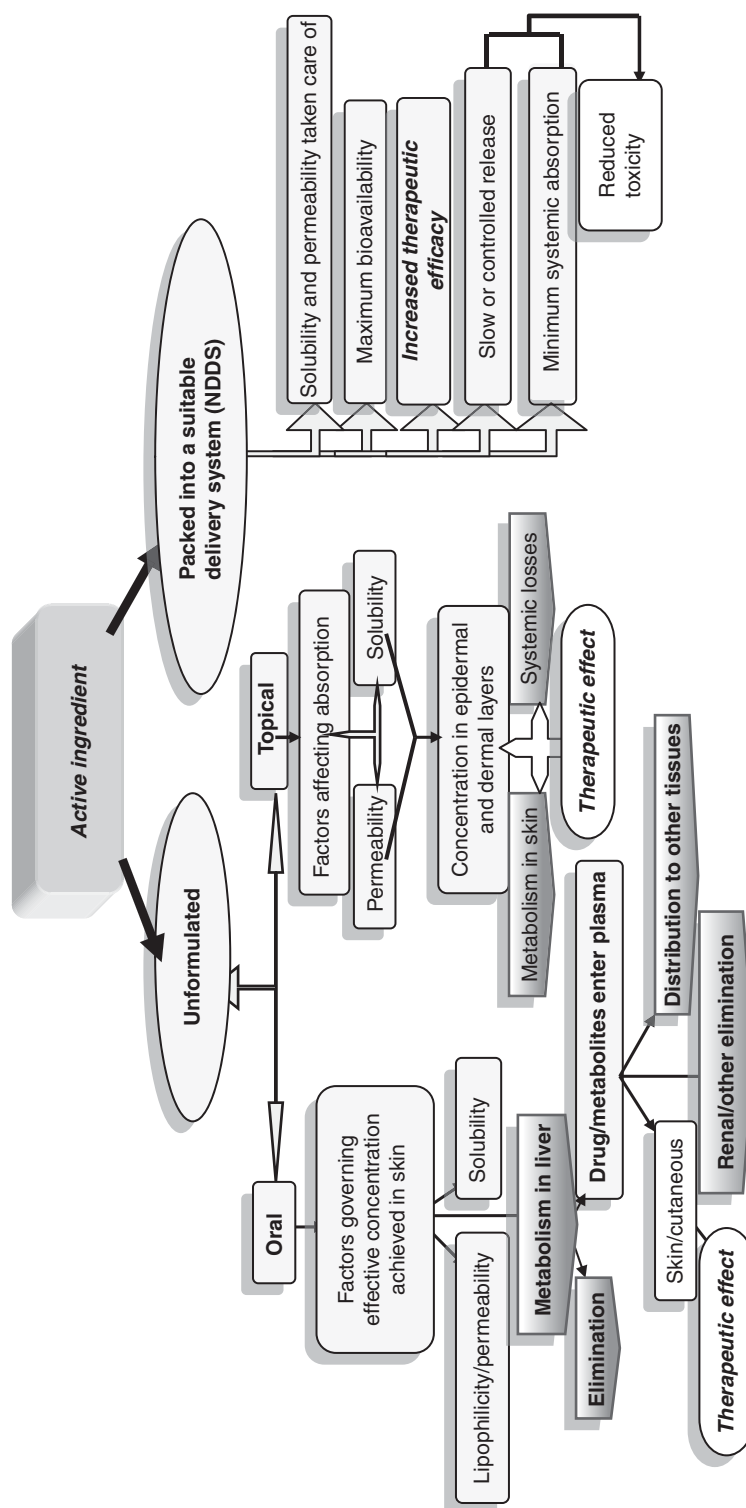 Active ingredient
Unformulated
Packed into a suitable
delivery system (NDDS)
Oral
Topical
Factors governing
effective concentration
achieved in skin
Lipophilicity/permeability
Solubility
Metabolism in liver
Elimination
Drug/metabolites enter plasma
Skin/cutaneous
Distribution to other tissues
Renal/other elimination
Therapeutic effect
Factors affecting absorption
Permeability
Solubility
Concentration in epidermal
and dermal layers
Metabolism in skin
Systemic losses
Therapeutic effect
Solubility and permeability taken care of
Maximum bioavailability
Increased therapeutic
efficacy
Slow or controlled release
Minimum systemic absorption
Reduced
toxicity